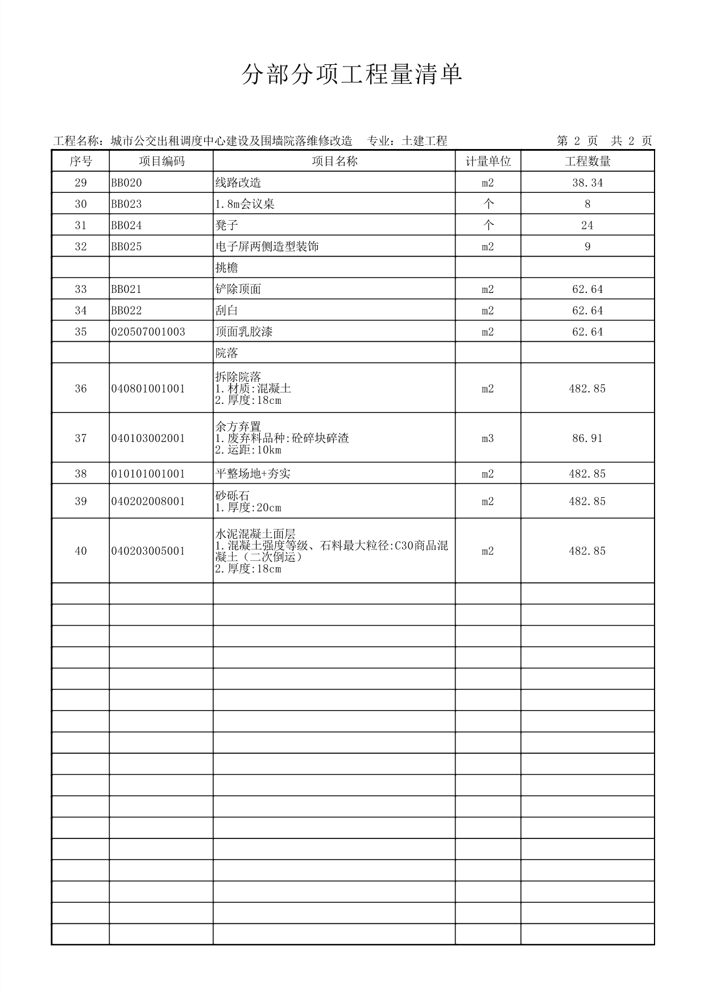 分部分项工程量清单
工程名称：城市公交出租调度中心建设及围墙院落维修改造 专业：土建工程 第 2 页 共 2 页
序号 项目编码 项目名称 计量单位 工程数量
29 BB020 线路改造 m2 38.34
30 BB023 1.8m会议桌 个 8
31 BB024 凳子 个 24
32 BB025 电子屏两侧造型装饰 m2 9
挑檐
33 BB021 铲除顶面 m2 62.64
34 BB022 刮白 m2 62.64
35 020507001003 顶面乳胶漆 m2 62.64
院落
拆除院落
36 040801001001 1.材质:混凝土 m2 482.85
2.厚度:18cm
余方弃置
37 040103002001 1.废弃料品种:砼碎块碎渣 m3 86.91
2.运距:10km
38 010101001001 平整场地+夯实 m2 482.85
砂砾石
39 040202008001 m2 482.85
1.厚度:20cm
水泥混凝土面层
1.混凝土强度等级、石料最大粒径:C30商品混
40 040203005001 凝土（二次倒运） m2 482.85
2.厚度:18cm